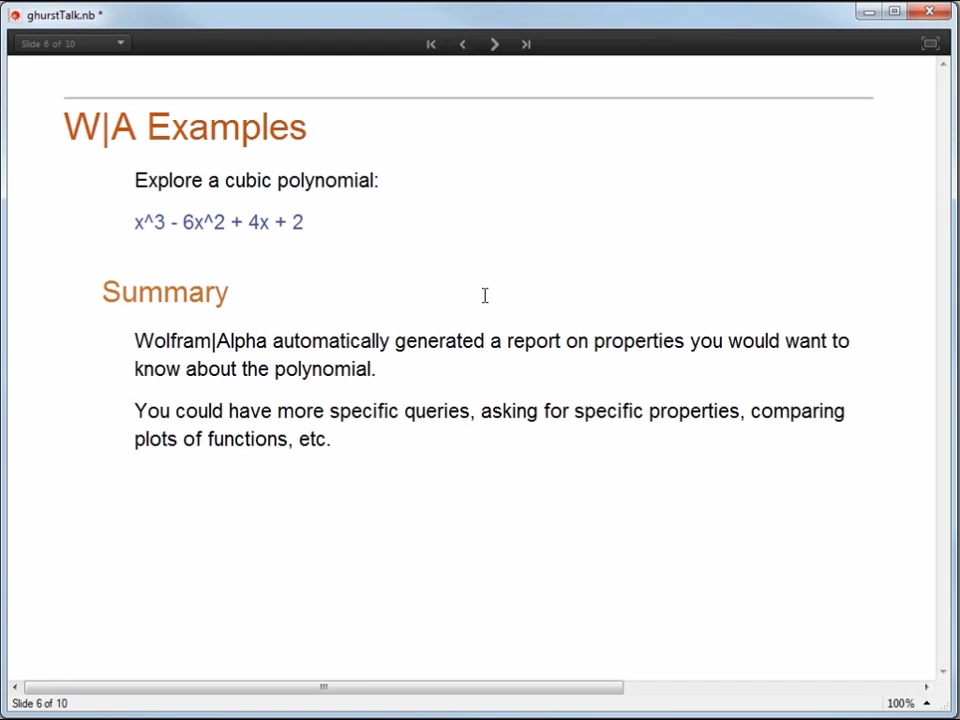 ghurstTalk.nb *
Slide 6 of 10
W|A Examples
Explore a cubic polynomial:
x^3 - 6x^2 + 4x + 2
Summary
Wolfram|Alpha automatically generated a report on properties you would want to
know about the polynomial.
You could have more specific queries, asking for specific properties, comparing
plots of functions, etc.
Slide 6 of 10
100%